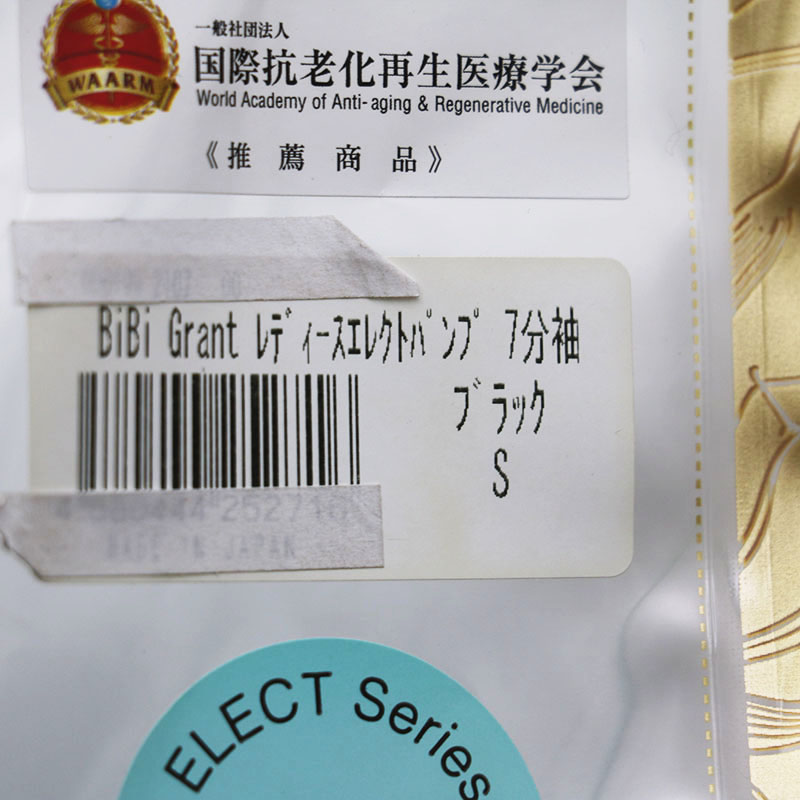 WAARM
一般社団法人
国際抗老化再生医療学会
World Academy of Anti-aging & Regenerative Medicine
《推薦商品》
BiBi Grant ﾚﾃﾞｨｰｽｴﾚｸﾄﾊﾟﾝﾌﾟ 7分袖
ﾌﾞﾗｯｸ
S
MADE IN JAPAN
ELECT Series